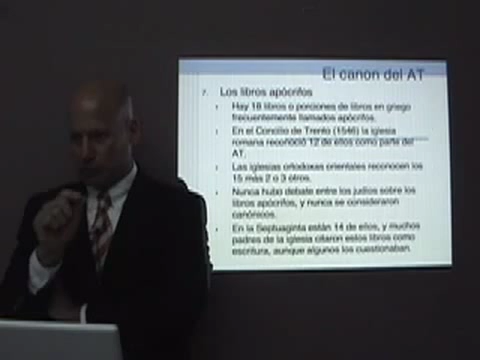 El canon del AT
7. Los libros apócrifos
Hay 18 libros o porciones de libros en griego
frecuentemente llamados apócrifos.
En el Concilio de Trento (1546) la iglesia
romana reconoció 12 de ellos como parte del
AT.
Las iglesias ortodoxas orientales reconocen los
15 más 2 o 3 otros.
Nunca hubo debate entre los judíos sobre los
libros apócrifos, y nunca se consideraron
canónicos.
En la Septuaginta están 14 de ellos, y muchos
padres de la iglesia citaron estos libros como
escritura, aunque algunos los cuestionaban.